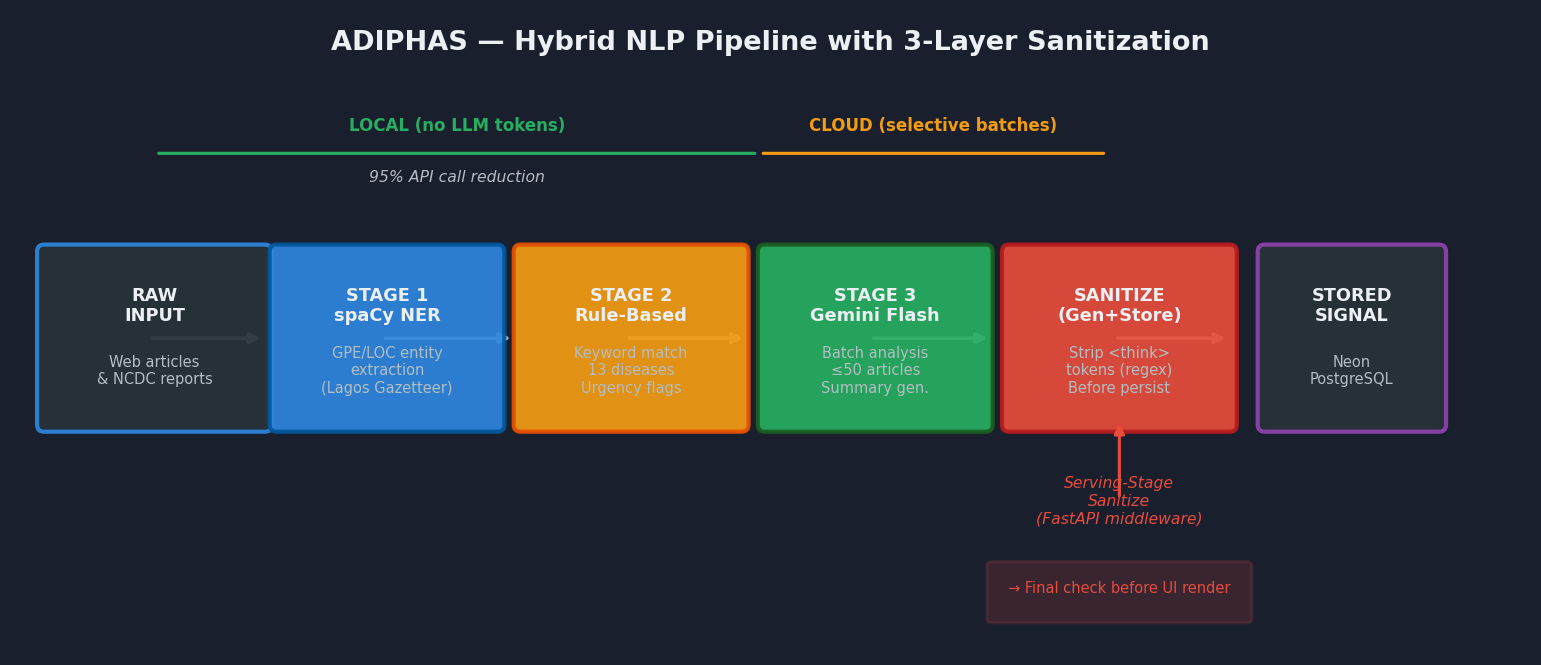 ADIPHAS — Hybrid NLP Pipeline with 3-Layer Sanitization
LOCAL (no LLM tokens)
CLOUD (selective batches)
95% API call reduction
RAW
INPUT
Web articles
& NCDC reports
STAGE 1
spaCy NER
GPE/LOC entity
extraction
(Lagos Gazetteer)
STAGE 2
Rule-Based
Keyword match
13 diseases
Urgency flags
STAGE 3
Gemini Flash
Batch analysis
≤50 articles
Summary gen.
SANITIZE
(Gen+Store)
Strip <think>
tokens (regex)
Before persist
STORED
SIGNAL
Neon
PostgreSQL
Serving-Stage
Sanitize
(FastAPI middleware)
→ Final check before UI render